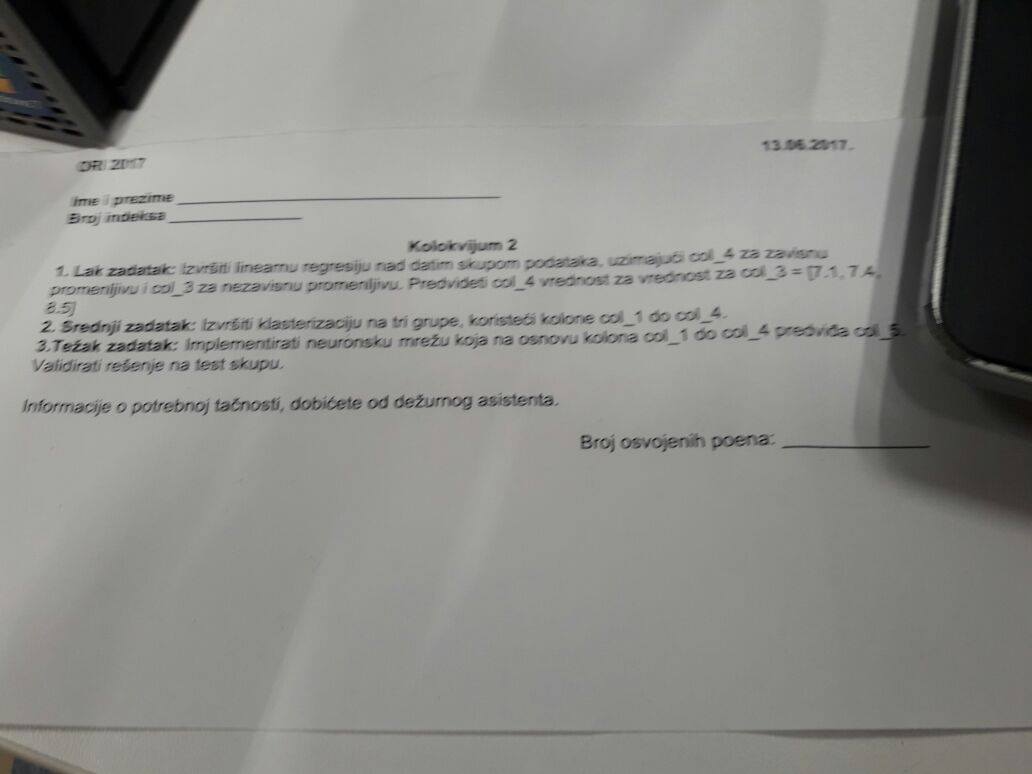 ORI 2017
13.06.2017.
Ime i prezime
Broj indeksa
Kolokvijum 2
1. Lak zadatak: Izvršiti linearnu regresiju nad datim skupom podataka, uzimajući col_4 za zavisnu
promenljivu i col_3 za nezavisnu promenljivu. Predvideti col_4 vrednost za vrednost za col_3 = [7.1, 7.4,
8.5]
2. Srednji zadatak: Izvršiti klasterizaciju na tri grupe, koristeći kolone col_1 do col_4.
3.Težak zadatak: Implementirati neuronsku mrežu koja na osnovu kolona col_1 do col_4 predviđa col_5.
Validirati rešenje na test skupu.
Informacije o potrebnoj tačnosti, dobićete od dežurnog asistenta.
Broj osvojenih poena: